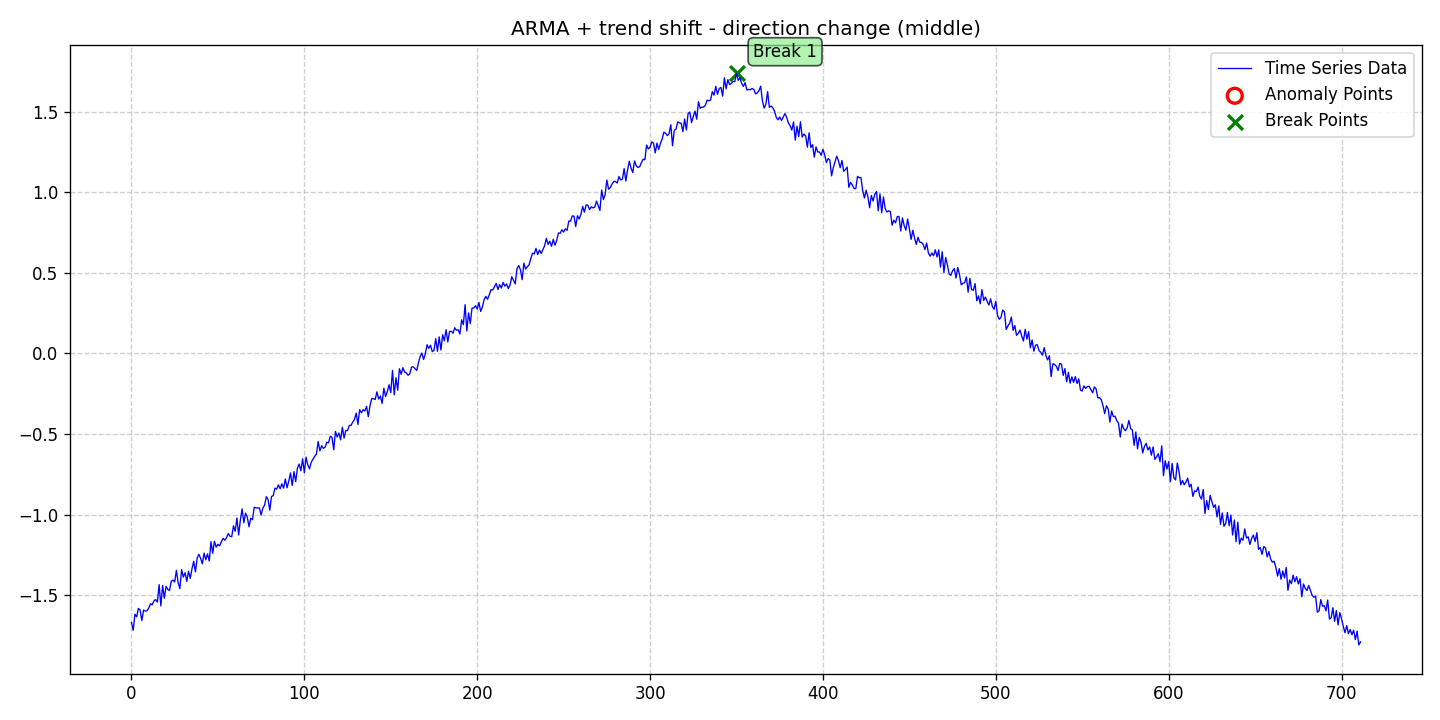 ARMA + trend shift - direction change (middle)
Break 1
Time Series Data
Anomaly Points
Break Points
1.5
1.0
0.5
0.0
−0.5
−1.0
−1.5
0 100 200 300 400 500 600 700